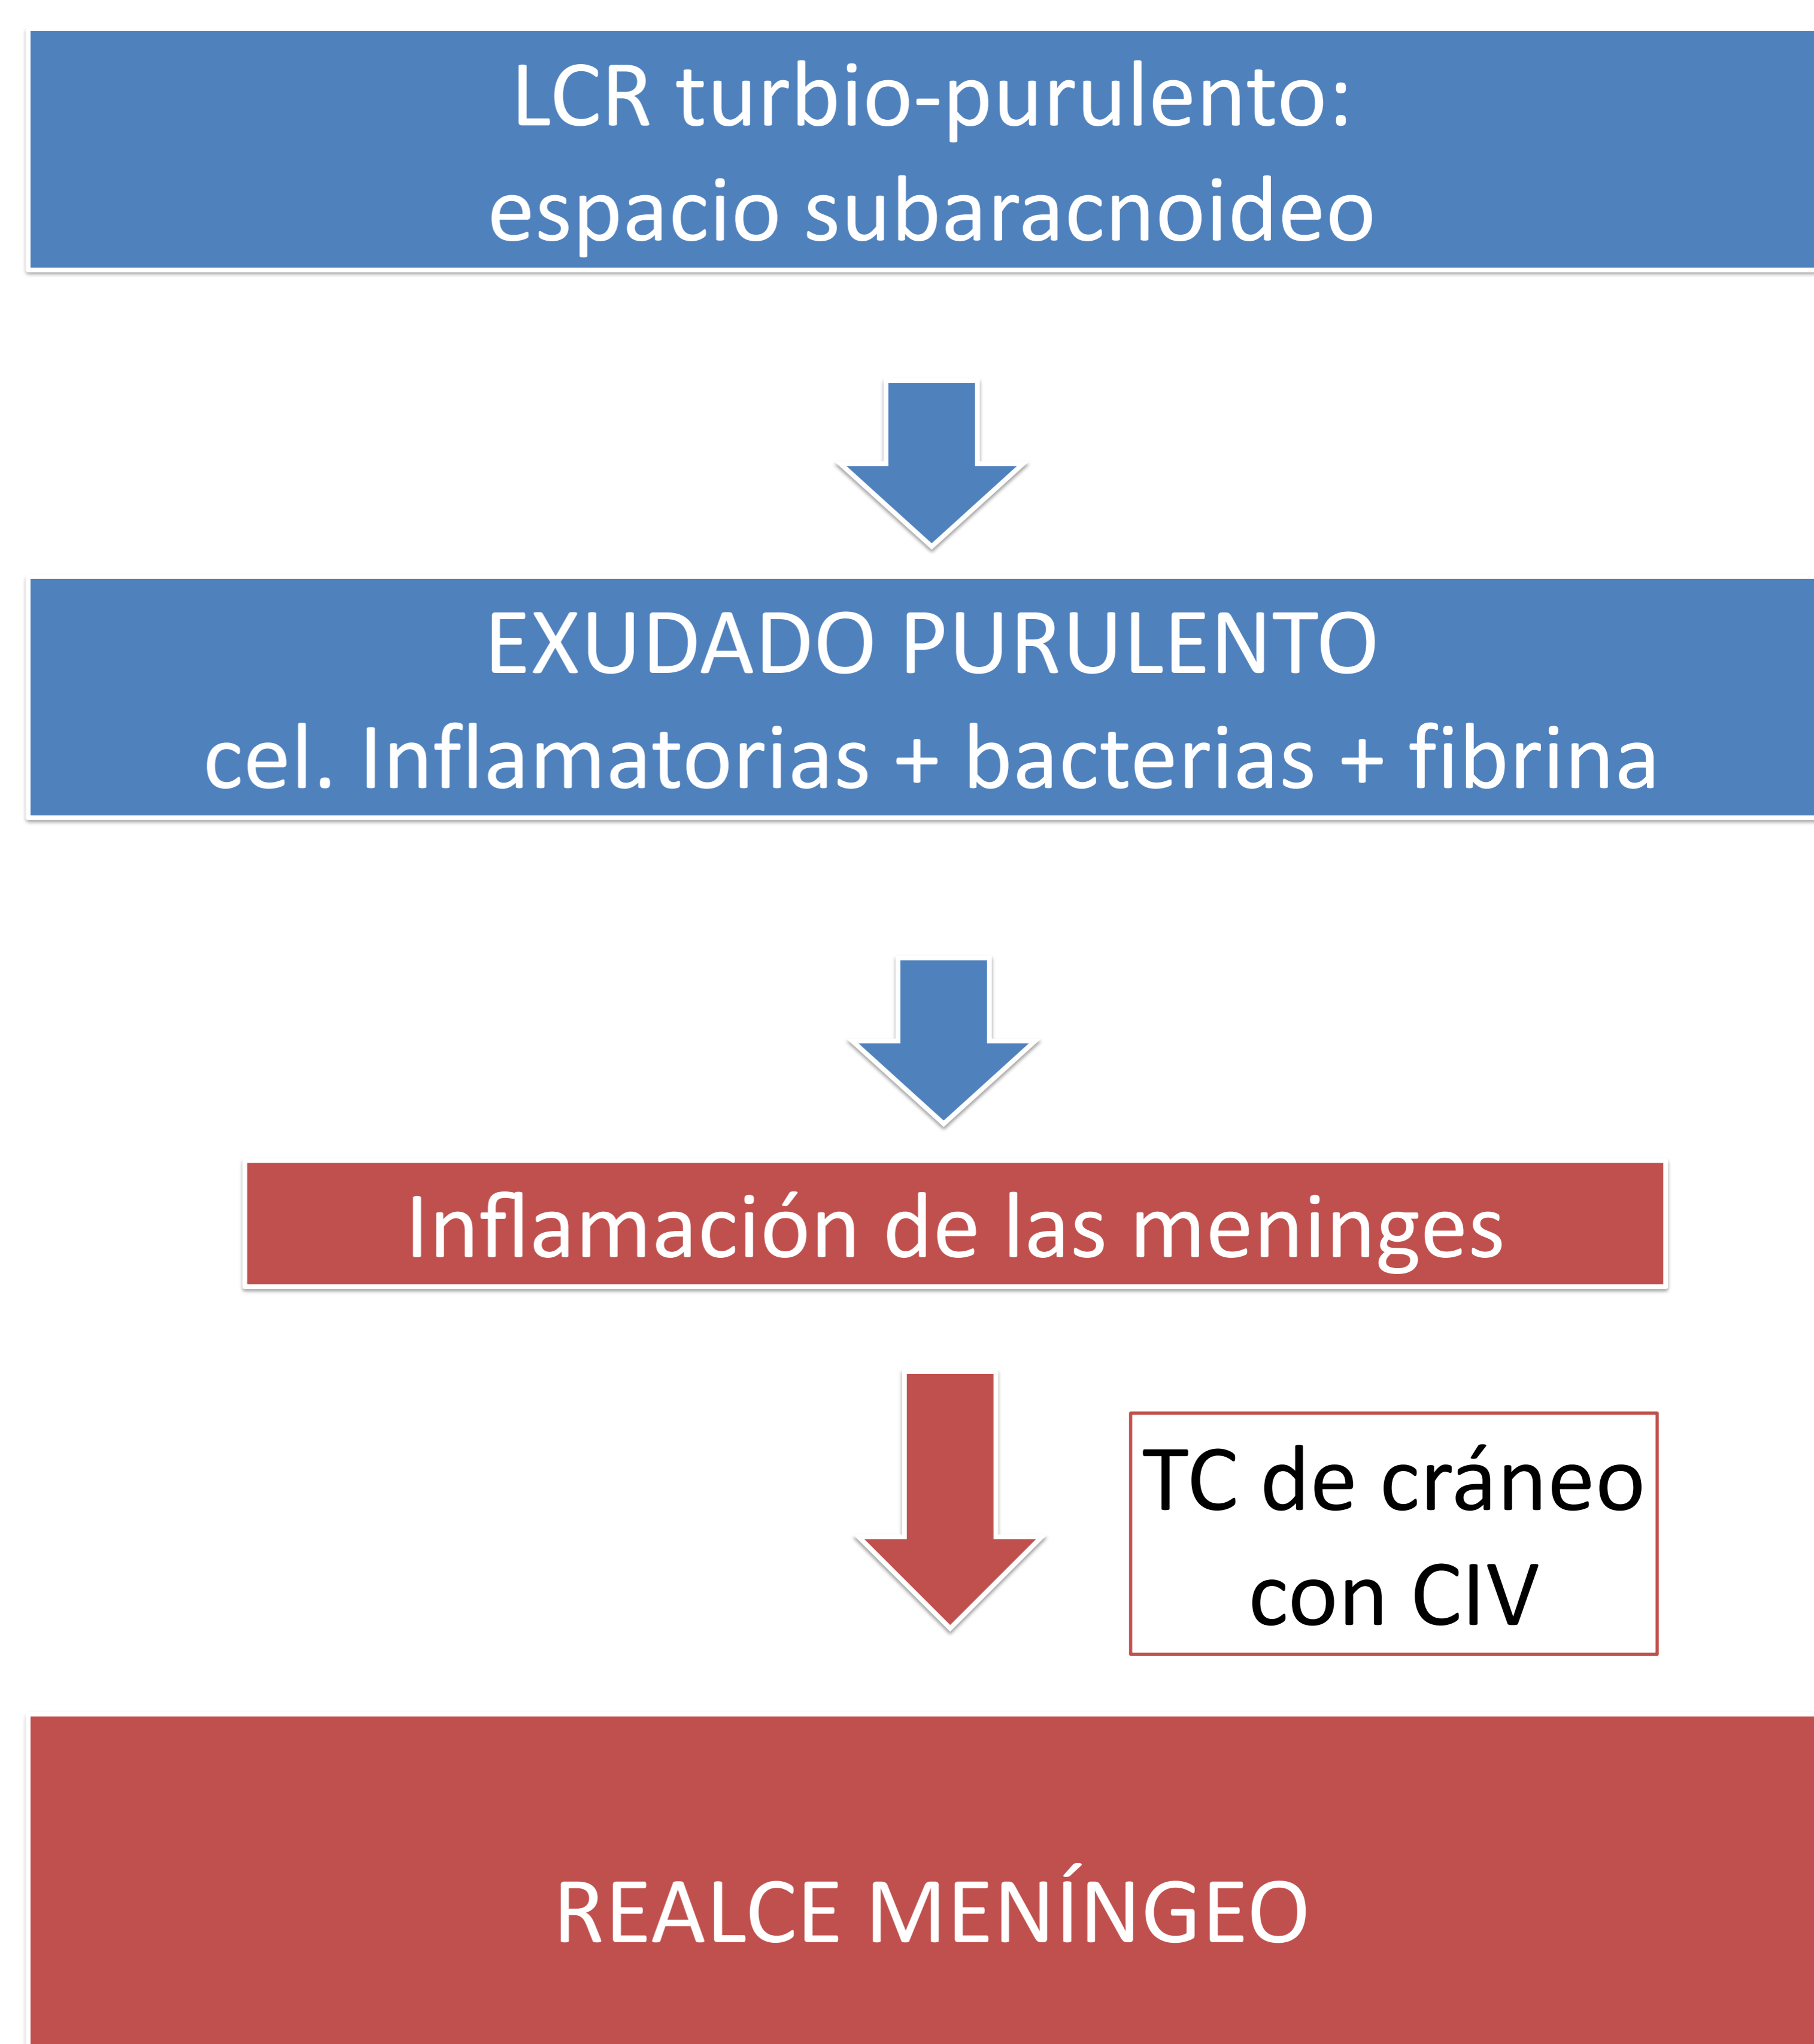 LCR turbio-purulento:
espacio subaracnoideo
EXUDADO PURULENTO
cel. Inflamatorias + bacterias + fibrina
Inflamación de las meninges
TC de cráneo
con CIV
REALCE MENÍNGEO